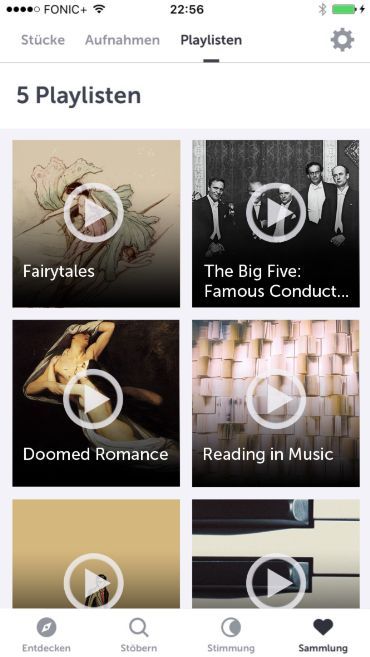 FONIC+ 22:56
Stücke Aufnahmen Playlisten
5 Playlisten
Fairytales
The Big Five:
Famous Conduct...
Doomed Romance
Reading in Music
Entdecken Stöbern Stimmung Sammlung